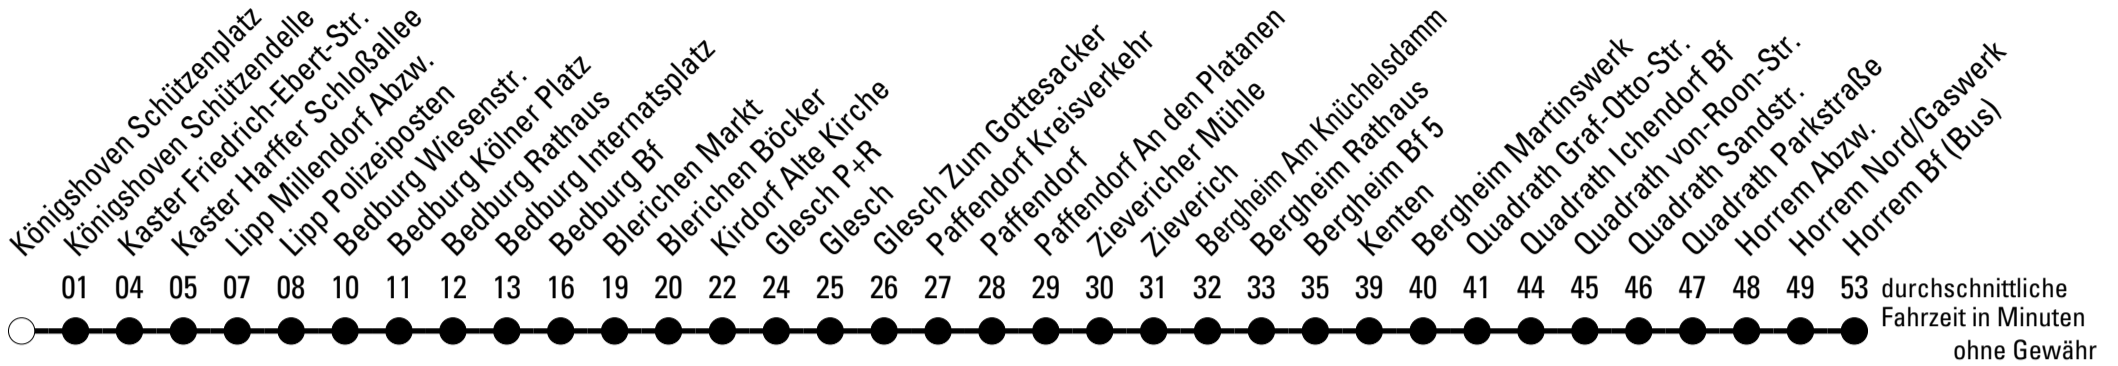 Königshoven Schützenplatz
Königshoven Schützendelle
Kaster Friedrich-Ebert-Str.
Kaster Harffer Schloßallee
Lipp Millendorf Abzw.
Lipp Polizeiposten
Bedburg Wiesenstr.
Bedburg Kölner Platz
Bedburg Rathaus
Bedburg Internatsplatz
Bedburg Bf
Blerichen Markt
Blerichen Böcker
Kirdorf Alte Kirche
Glesch P+R
Glesch
Glesch Zum Gottesacker
Paffendorf Kreisverkehr
Paffendorf
Paffendorf An den Platanen
Zievericher Mühle
Zieverich
Bergheim Am Knüchelsdamm
Bergheim Rathaus
Bergheim Bf 5
Kenten
Bergheim Martinswerk
Quadrath Graf-Otto-Str.
Quadrath Ichendorf Bf
Quadrath von-Roon-Str.
Quadrath Sandstr.
Quadrath Parkstraße
Horrem Abzw.
Horrem Nord/Gaswerk
Horrem Bf (Bus)
01 04 05 07 08 10 11 12 13 16 19 20 22 24 25 26 27 28 29 30 31 32 33 35 39 40 41 44 45 46 47 48 49 53 durchschnittliche
Fahrzeit in Minuten
ohne Gewähr